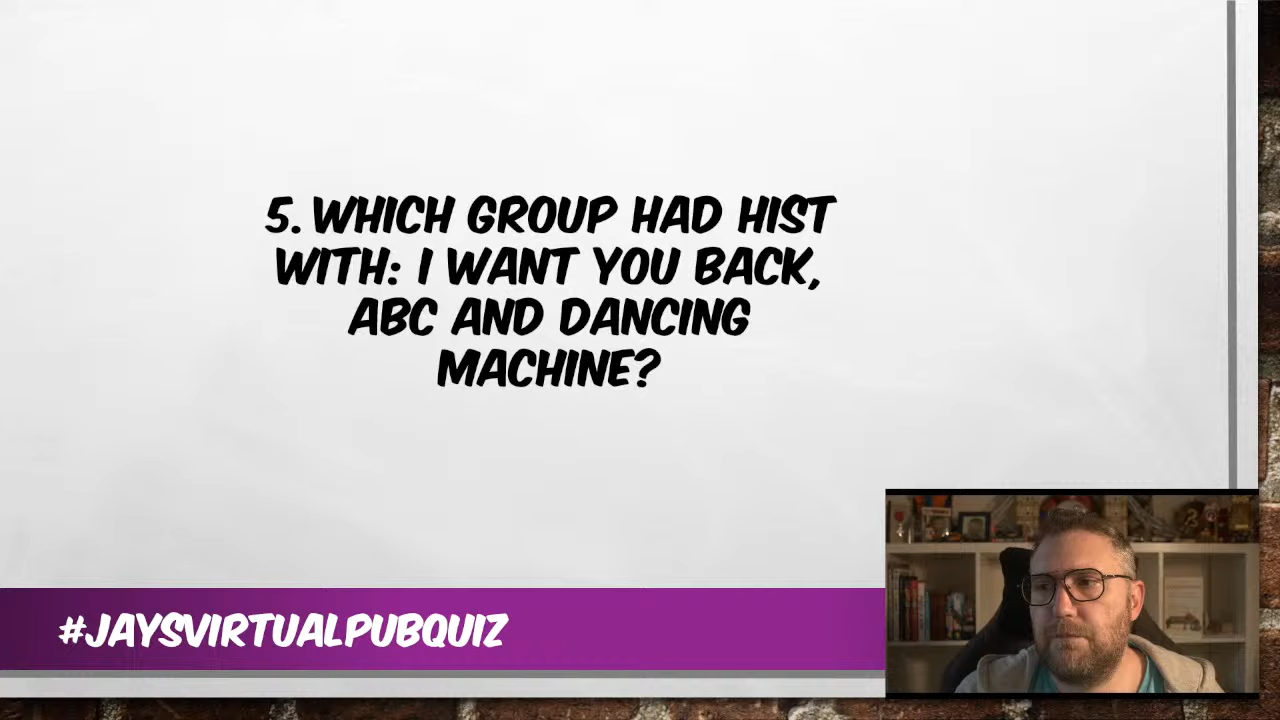 5. WHICH GROUP HAD HIST
WITH: I WANT YOU BACK,
ABC AND DANCING
MACHINE?
#JAYSVIRTUALPUBQUIZ